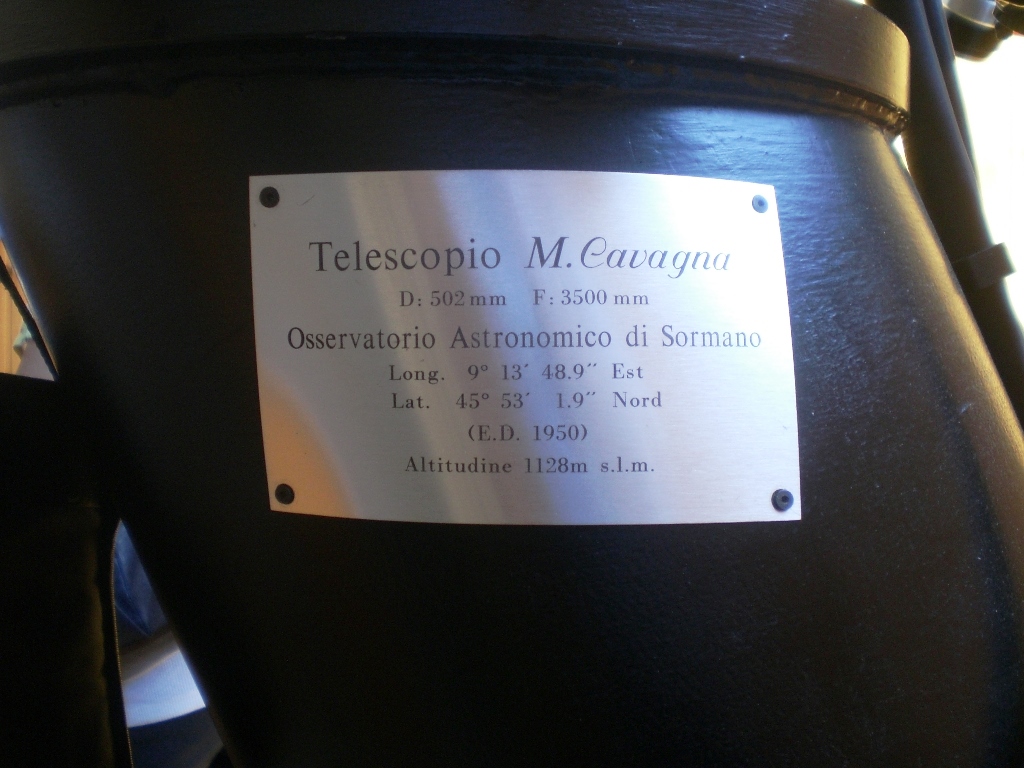 Telescopio M. Cavagna
D: 502 mm F: 3500 mm
Osservatorio Astronomico di Sormano
Long. 9° 13′ 48.9″ Est
Lat. 45° 53′ 1.9″ Nord
(E.D. 1950)
Altitudine 1128m s.l.m.